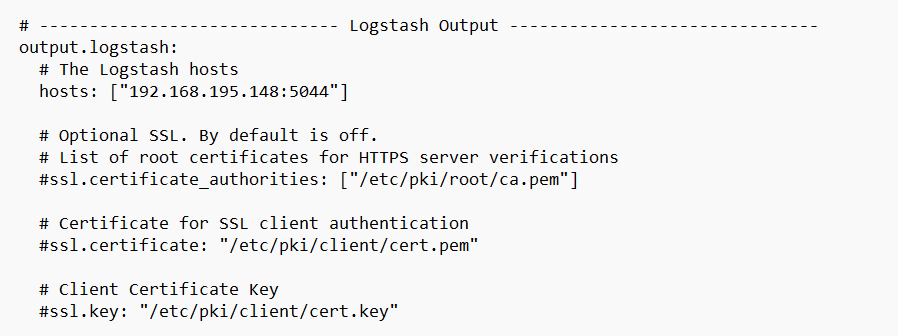 # ------------------------------ Logstash Output -------------------------------
output.logstash:
  # The Logstash hosts
  hosts: ["192.168.195.148:5044"]

  # Optional SSL. By default is off.
  # List of root certificates for HTTPS server verifications
  #ssl.certificate_authorities: ["/etc/pki/root/ca.pem"]

  # Certificate for SSL client authentication
  #ssl.certificate: "/etc/pki/client/cert.pem"

  # Client Certificate Key
  #ssl.key: "/etc/pki/client/cert.key"